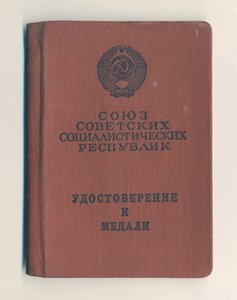 СОЮЗ
СОВЕТСКИХ
СОЦИАЛИСТИЧЕСКИХ
РЕСПУБЛИК
УДОСТОВЕРЕНИЕ
К
МЕДАЛИ